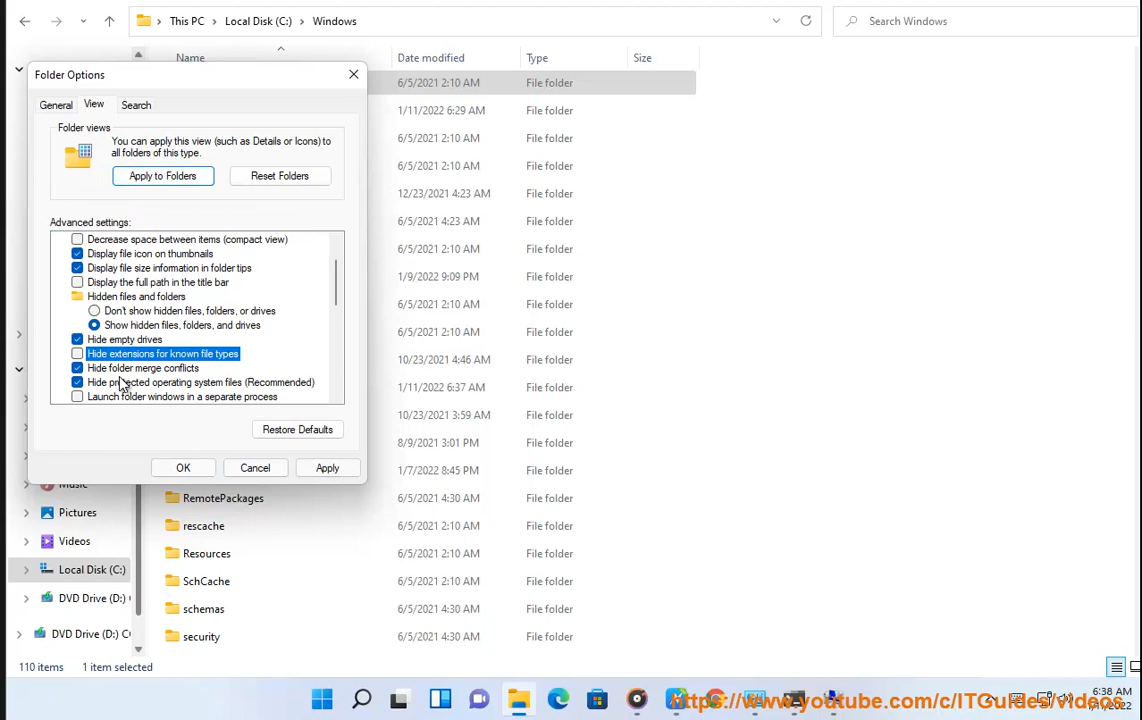 This PC > Local Disk (C:) > Windows
Search Windows
Name Date modified Type Size
Folder Options
General View Search
Folder views
You can apply this view (such as Details or Icons) to
all folders of this type.
Apply to Folders Reset Folders
Advanced settings:
Decrease space between items (compact view)
Display file icon on thumbnails
Display file size information in folder tips
Display the full path in the title bar
Hidden files and folders
Don't show hidden files, folders, or drives
Show hidden files, folders, and drives
Hide empty drives
Hide extensions for known file types
Hide folder merge conflicts
Hide protected operating system files (Recommended)
Launch folder windows in a separate process
Restore Defaults
OK Cancel Apply
6/5/2021 2:10 AM File folder
1/11/2022 6:29 AM File folder
6/5/2021 2:10 AM File folder
6/5/2021 2:10 AM File folder
12/23/2021 4:23 AM File folder
6/5/2021 4:23 AM File folder
6/5/2021 2:10 AM File folder
1/9/2022 9:09 PM File folder
6/5/2021 2:10 AM File folder
6/5/2021 2:10 AM File folder
10/23/2021 4:46 AM File folder
1/11/2022 6:37 AM File folder
10/23/2021 3:59 AM File folder
8/9/2021 3:01 PM File folder
1/7/2022 8:45 PM File folder
RemotePackages 6/5/2021 4:30 AM File folder
rescache 6/5/2021 2:10 AM File folder
Resources 6/5/2021 2:10 AM File folder
SchCache 6/5/2021 2:10 AM File folder
schemas 6/5/2021 4:30 AM File folder
security 6/5/2021 4:30 AM File folder
Music
Pictures
Videos
Local Disk (C:)
DVD Drive (D:)
DVD Drive (D:) C
110 items 1 item selected
6:38 AM
1/11/2022
https://www.youtube.com/c/ITGuides/videos